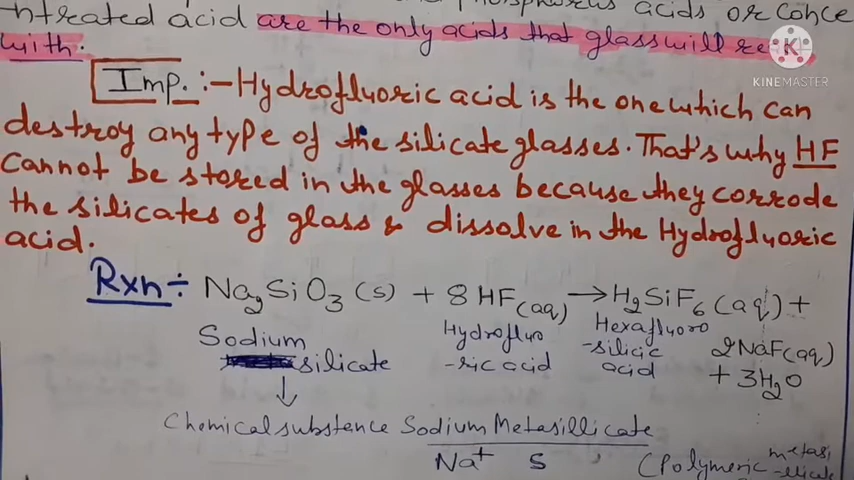 ntrated acid are the only acids that glass will re
with.
KINEMASTER
Imp. :- Hydrofluoric acid is the one which can
destroy any type of the silicate glasses. That's why HF
cannot be stored in the glasses because they corrode
the silicates of glass & dissolve in the Hydrofluoric
acid.
Rxn ÷ Na₂SiO₃ (s) + 8 HF (aq) → H₂SiF₆ (aq) +
Sodium Hydrofluo Hexafluoro
silicate -ric acid -silicic 2NaF(aq)
acid + 3H₂O
↓
Chemical substence Sodium Metasillicate
Na⁺ S
(Polymeric metasi
-llicate